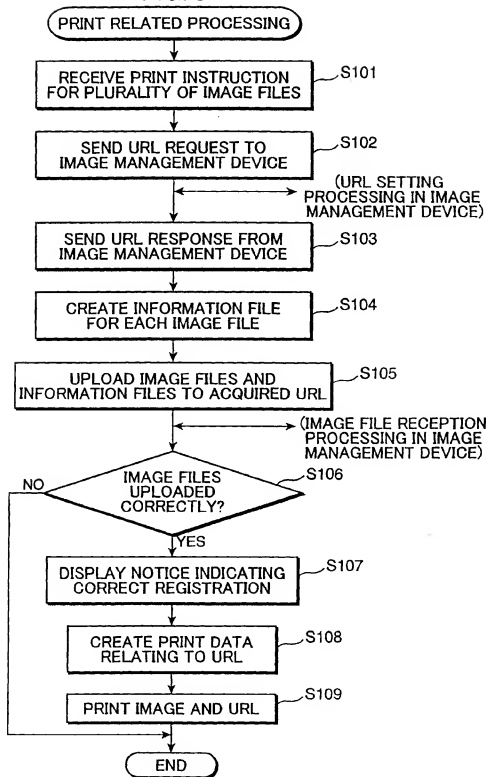 PRINT RELATED PROCESSING
S101
RECEIVE PRINT INSTRUCTION
FOR PLURALITY OF IMAGE FILES
S102
SEND URL REQUEST TO
IMAGE MANAGEMENT DEVICE
(URL SETTING
PROCESSING IN IMAGE
MANAGEMENT DEVICE)
S103
SEND URL RESPONSE FROM
IMAGE MANAGEMENT DEVICE
S104
CREATE INFORMATION FILE
FOR EACH IMAGE FILE
S105
UPLOAD IMAGE FILES AND
INFORMATION FILES TO ACQUIRED URL
(IMAGE FILE RECEPTION
PROCESSING IN IMAGE
MANAGEMENT DEVICE)
S106
NO
IMAGE FILES
UPLOADED
CORRECTLY?
YES
S107
DISPLAY NOTICE INDICATING
CORRECT REGISTRATION
S108
CREATE PRINT DATA
RELATING TO URL
S109
PRINT IMAGE AND URL
END